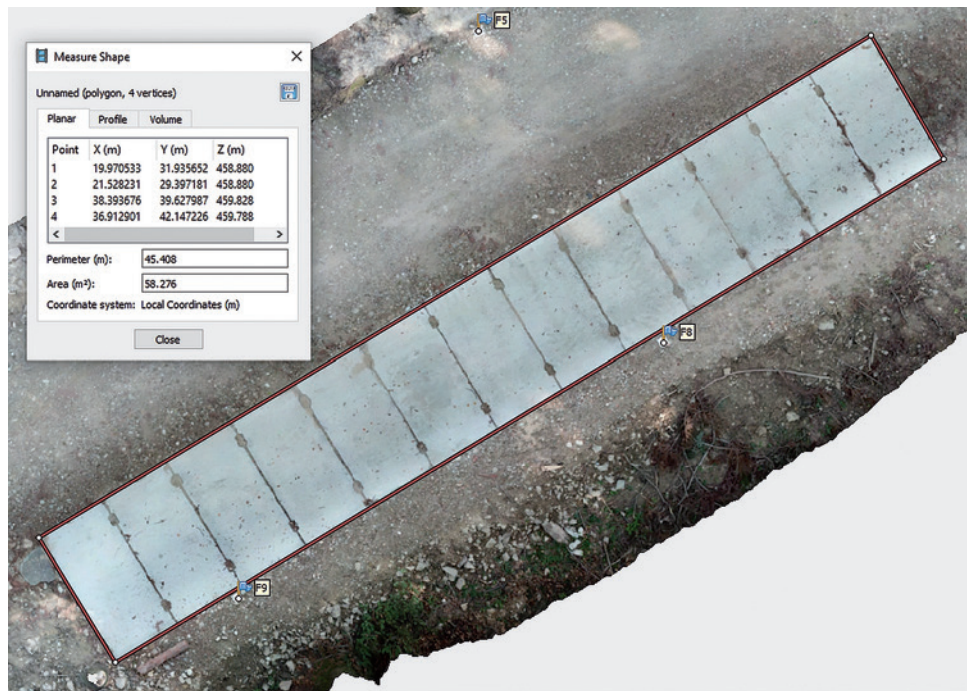 F5
Measure Shape
Unnamed (polygon, 4 vertices)
Planar Profile Volume
Point X (m) Y (m) Z (m)
1 19.970533 31.935652 458.880
2 21.528231 29.397181 458.880
3 38.393676 39.627987 459.828
4 36.912901 42.147226 459.788
Perimeter (m): 45.408
Area (m²): 58.276
Coordinate system: Local Coordinates (m)
Close
F8
F9